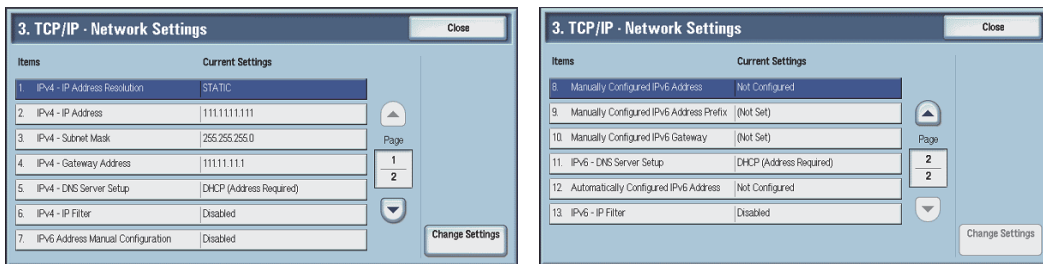 3. TCP/IP - Network Settings
Close
Items Current Settings
1. IPv4 - IP Address Resolution STATIC
2. IPv4 - IP Address 111.11.11.111
3. IPv4 - Subnet Mask 255.255.255.0
4. IPv4 - Gateway Address 111.11.11.1
5. IPv4 - DNS Server Setup DHCP (Address Required)
6. IPv4 - IP Filter Disabled
7. IPv6 Address Manual Configuration Disabled
Page
1
2
Change Settings
3. TCP/IP - Network Settings
Close
Items Current Settings
8. Manually Configured IPv6 Address Not Configured
9. Manually Configured IPv6 Address Prefix (Not Set)
10. Manually Configured IPv6 Gateway (Not Set)
11. IPv6 - DNS Server Setup DHCP (Address Required)
12. Automatically Configured IPv6 Address Not Configured
13. IPv6 - IP Filter Disabled
Page
2
2
Change Settings